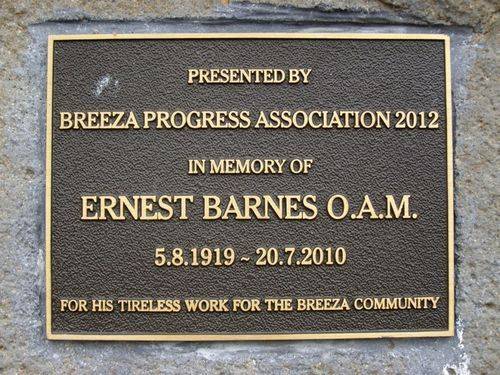 PRESENTED BY
BREEZA PROGRESS ASSOCIATION 2012
IN MEMORY OF
ERNEST BARNES O.A.M.
5.8.1919 ~ 20.7.2010
FOR HIS TIRELESS WORK FOR THE BREEZA COMMUNITY